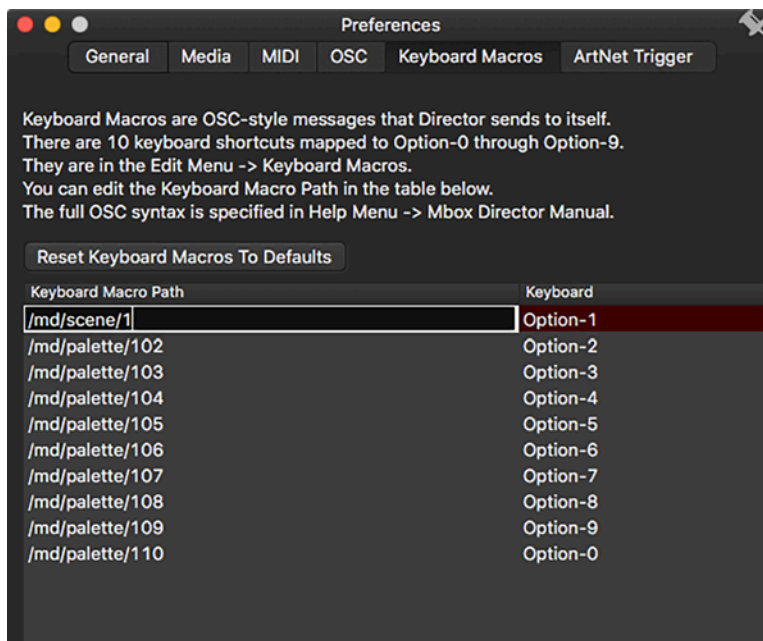 Preferences
General Media MIDI OSC Keyboard Macros ArtNet Trigger
Keyboard Macros are OSC-style messages that Director sends to itself.
There are 10 keyboard shortcuts mapped to Option-0 through Option-9.
They are in the Edit Menu -> Keyboard Macros.
You can edit the Keyboard Macro Path in the table below.
The full OSC syntax is specified in Help Menu -> Mbox Director Manual.
Reset Keyboard Macros To Defaults
Keyboard Macro Path Keyboard
/md/scene/1 Option-1
/md/palette/102 Option-2
/md/palette/103 Option-3
/md/palette/104 Option-4
/md/palette/105 Option-5
/md/palette/106 Option-6
/md/palette/107 Option-7
/md/palette/108 Option-8
/md/palette/109 Option-9
/md/palette/110 Option-0